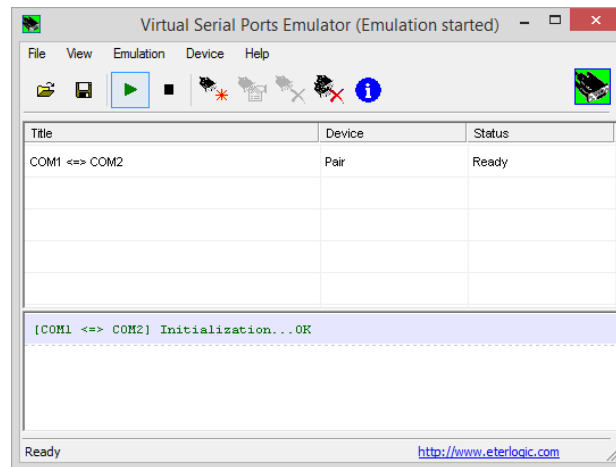 Virtual Serial Ports Emulator (Emulation started)
File View Emulation Device Help
Title Device Status
COM1 <=> COM2 Pair Ready
[COM1 <=> COM2] Initialization...OK
Ready http://www.eterlogic.com